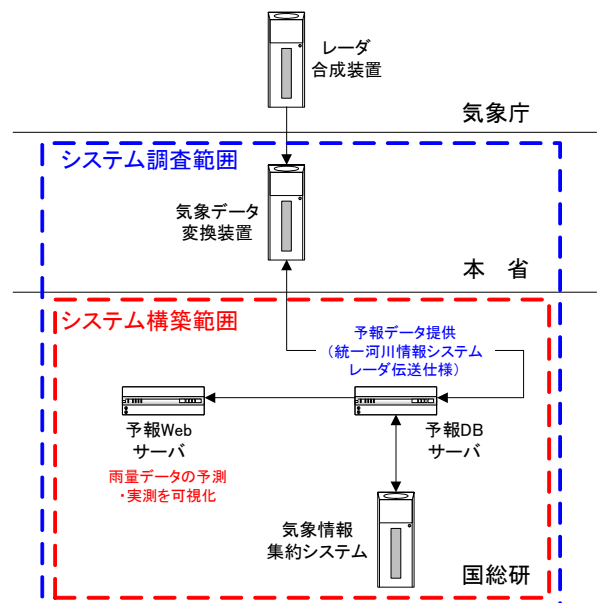 レーダ
合成装置
気象庁
システム調査範囲
気象データ
変換装置
本 省
システム構築範囲
予報データ提供
（統一河川情報システム
レーダ伝送仕様）
予報Web
サーバ
予報DB
サーバ
雨量データの予測
・実測を可視化
気象情報
集約システム
国総研